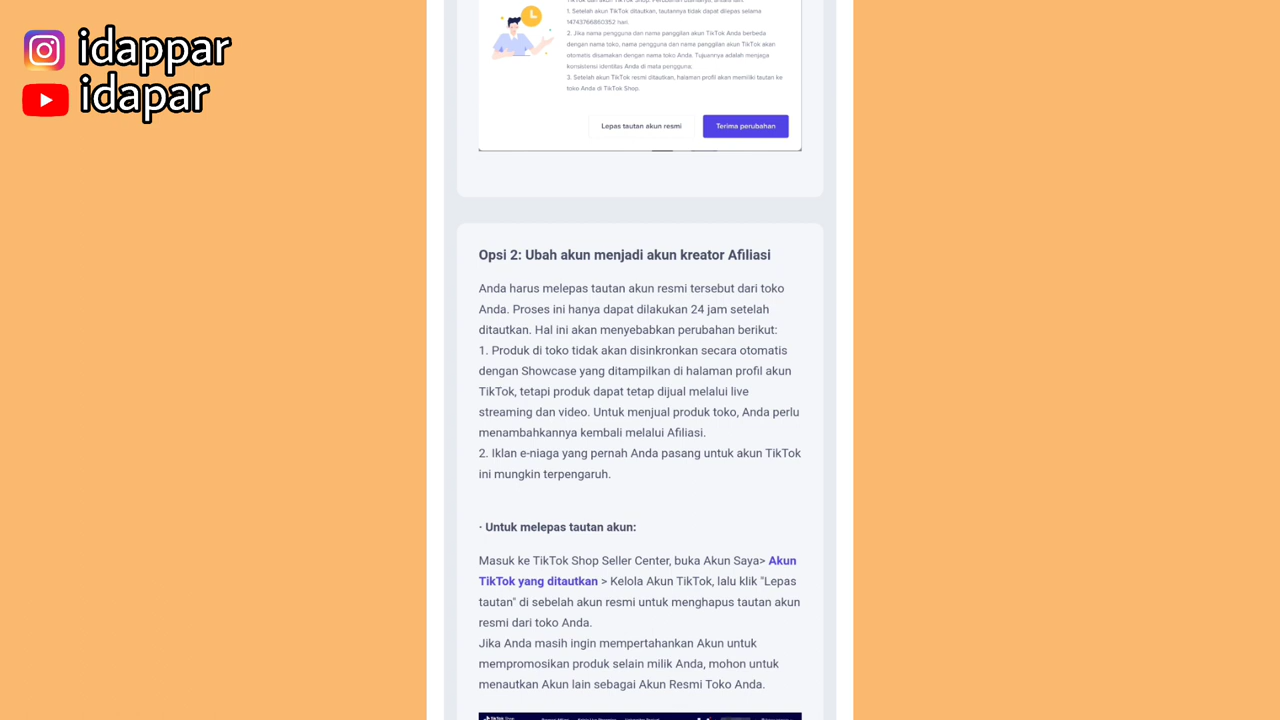 idappar
idapar
1. Setelah akun TikTok ditautkan, tautannya tidak dapat dilepas selama
14743766860352 hari.
2. Jika nama pengguna dan nama panggilan akun TikTok Anda berbeda
dengan nama toko, nama pengguna dan nama panggilan akun TikTok akan
otomatis disamakan dengan nama toko Anda. Tujuannya adalah menjaga
konsistensi identitas Anda di mata pengguna;
3. Setelah akun TikTok resmi ditautkan, halaman profil akan memiliki tautan ke
toko Anda di TikTok Shop.
Lepas tautan akun resmi
Terima perubahan
Opsi 2: Ubah akun menjadi akun kreator Afiliasi
Anda harus melepas tautan akun resmi tersebut dari toko
Anda. Proses ini hanya dapat dilakukan 24 jam setelah
ditautkan. Hal ini akan menyebabkan perubahan berikut:
1. Produk di toko tidak akan disinkronkan secara otomatis
dengan Showcase yang ditampilkan di halaman profil akun
TikTok, tetapi produk dapat tetap dijual melalui live
streaming dan video. Untuk menjual produk toko, Anda perlu
menambahkannya kembali melalui Afiliasi.
2. Iklan e-niaga yang pernah Anda pasang untuk akun TikTok
ini mungkin terpengaruh.
· Untuk melepas tautan akun:
Masuk ke TikTok Shop Seller Center, buka Akun Saya> Akun
TikTok yang ditautkan > Kelola Akun TikTok, lalu klik "Lepas
tautan" di sebelah akun resmi untuk menghapus tautan akun
resmi dari toko Anda.
Jika Anda masih ingin mempertahankan Akun untuk
mempromosikan produk selain milik Anda, mohon untuk
menautkan Akun lain sebagai Akun Resmi Toko Anda.